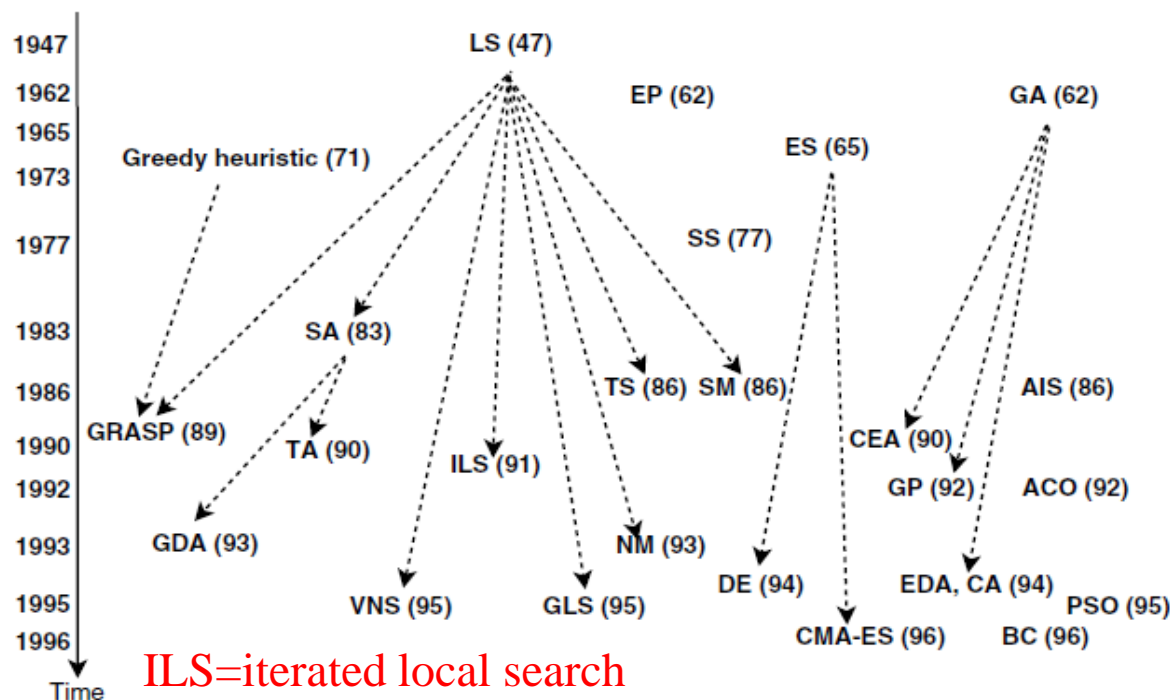 1947
LS (47)
1962
EP (62)
GA (62)
1965
Greedy heuristic (71)
ES (65)
1973
1977
SS (77)
1983
SA (83)
1986
TS (86)
SM (86)
AIS (86)
GRASP (89)
1990
TA (90)
ILS (91)
CEA (90)
1992
GP (92)
ACO (92)
1993
GDA (93)
NM (93)
DE (94)
EDA, CA (94)
1995
VNS (95)
GLS (95)
PSO (95)
1996
CMA-ES (96)
BC (96)
ILS=iterated local search
Time